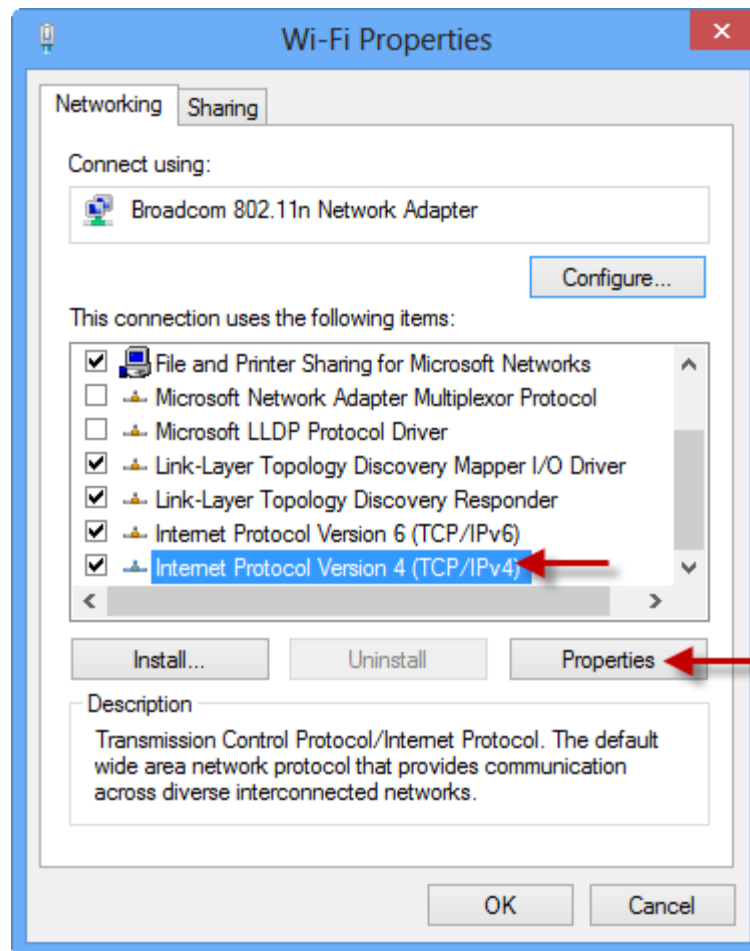 Wi-Fi Properties
Networking
Sharing
Connect using:
Broadcom 802.11n Network Adapter
Configure...
This connection uses the following items:
File and Printer Sharing for Microsoft Networks
Microsoft Network Adapter Multiplexor Protocol
Microsoft LLDP Protocol Driver
Link-Layer Topology Discovery Mapper I/O Driver
Link-Layer Topology Discovery Responder
Internet Protocol Version 6 (TCP/IPv6)
Internet Protocol Version 4 (TCP/IPv4)
Install...
Uninstall
Properties
Description
Transmission Control Protocol/Internet Protocol. The default
wide area network protocol that provides communication
across diverse interconnected networks.
OK
Cancel